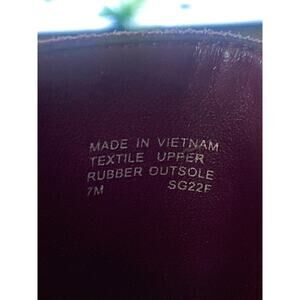 MADE IN VIETNAM
TEXTILE UPPER
RUBBER OUTSOLE
7M SG22F